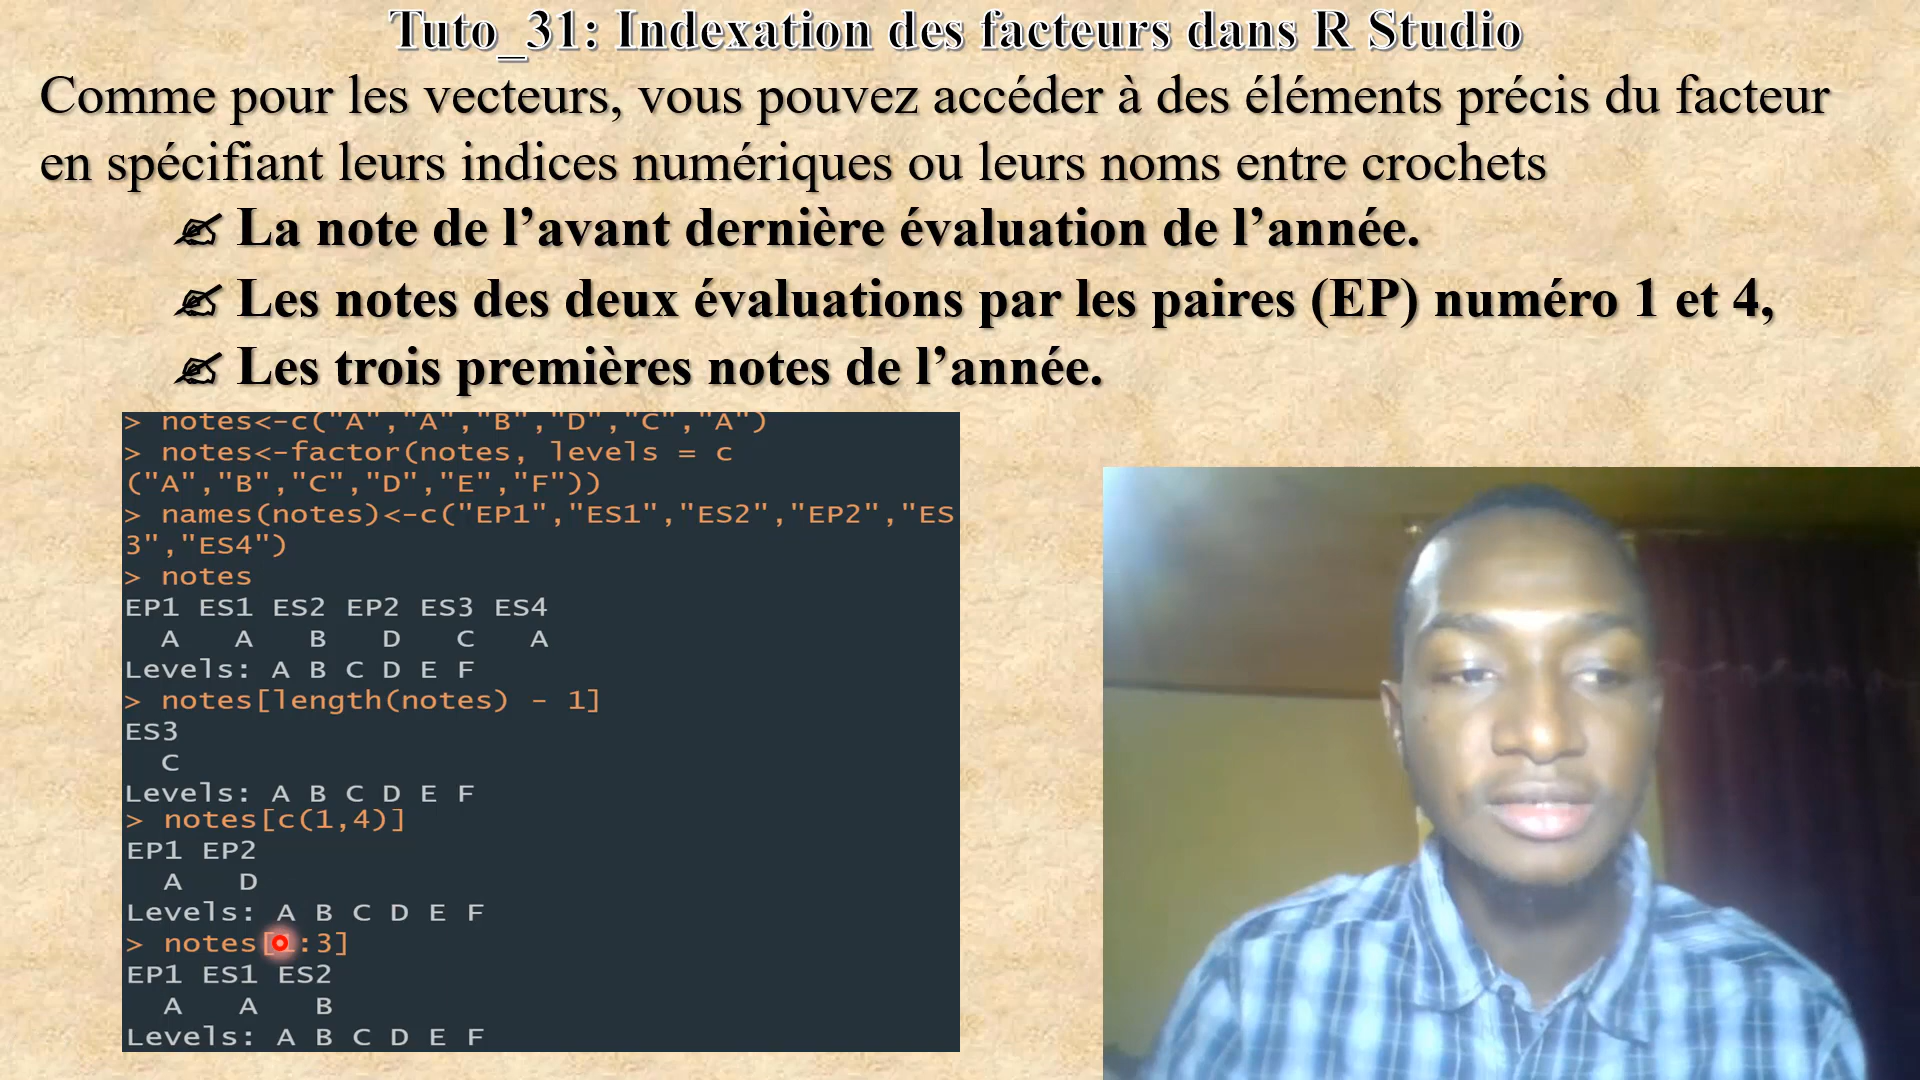 Tuto_31: Indexation des facteurs dans R Studio
Comme pour les vecteurs, vous pouvez accéder à des éléments précis du facteur
en spécifiant leurs indices numériques ou leurs noms entre crochets
La note de l’avant dernière évaluation de l’année.
Les notes des deux évaluations par les paires (EP) numéro 1 et 4,
Les trois premières notes de l’année.
> notes<-c("A","A","B","D","C","A")
> notes<-factor(notes, levels = c
("A","B","C","D","E","F"))
> names(notes)<-c("EP1","ES1","ES2","EP2","ES
3","ES4")
> notes
EP1 ES1 ES2 EP2 ES3 ES4
A A B D C A
Levels: A B C D E F
> notes[length(notes) - 1]
ES3
C
Levels: A B C D E F
> notes[c(1,4)]
EP1 EP2
A D
Levels: A B C D E F
> notes[1:3]
EP1 ES1 ES2
A A B
Levels: A B C D E F